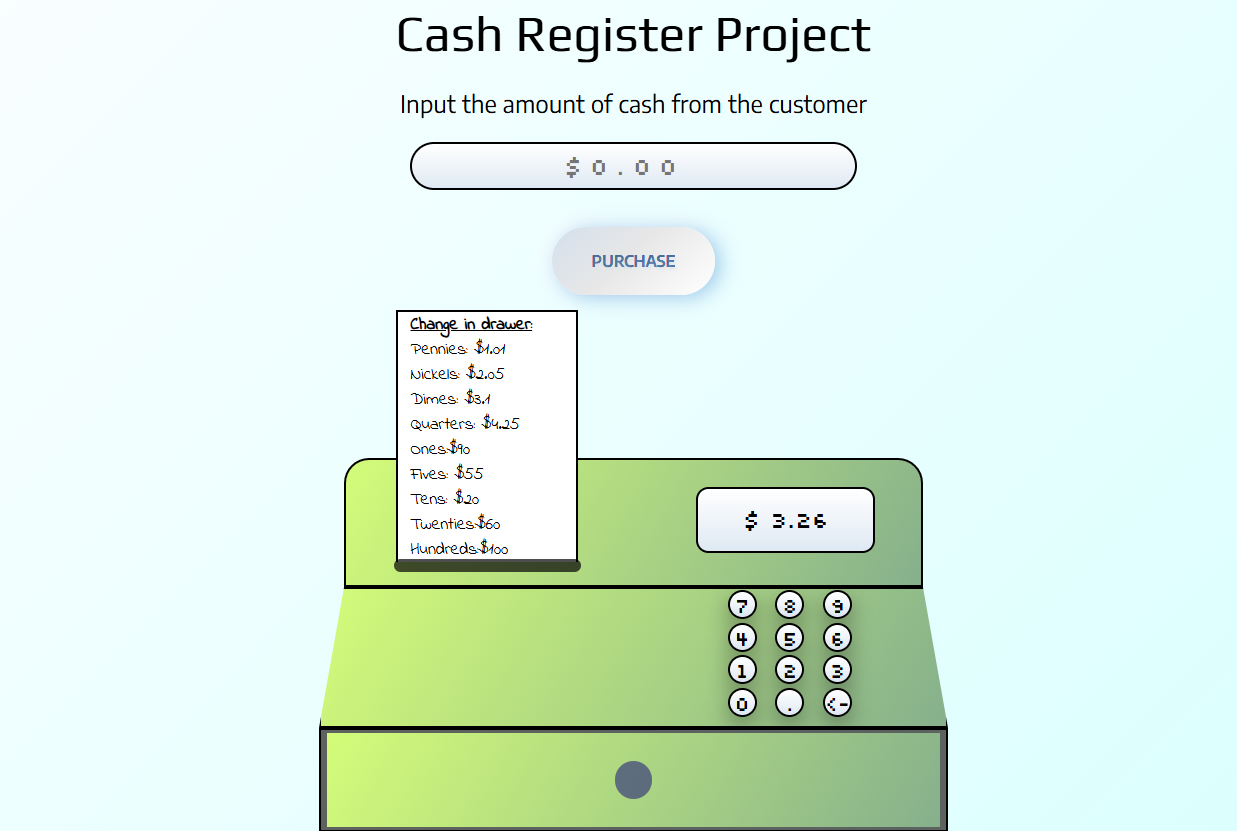 Cash Register Project
Input the amount of cash from the customer
$0.00
PURCHASE
Change in drawer:
Pennies: $1.01
Nickels: $2.05
Dimes: $3.1
Quarters: $4.25
Ones:$90
Fives: $55
Tens: $20
Twenties:$60
Hundreds:$100
$ 3.26
7 8 9
4 5 6
1 2 3
0 . <-